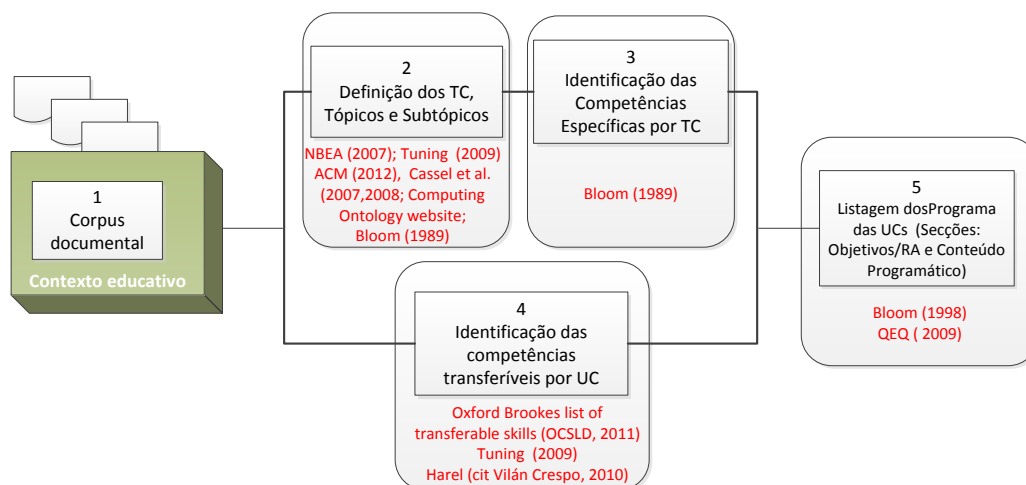 1
Corpus
documental
Contexto educativo
2
Definição dos TC,
Tópicos e Subtópicos
NBEA (2007); Tuning (2009)
ACM (2012), Cassel et al.
(2007,2008; Computing
Ontology website;
Bloom (1989)
3
Identificação das
Competências
Específicas por TC
Bloom (1989)
4
Identificação das
competências
transferíveis por UC
Oxford Brookes list of
transferable skills (OCSLD, 2011)
Tuning (2009)
Harel (cit Vilán Crespo, 2010)
5
Listagem dosPrograma
das UCs (Secções:
Objetivos/RA e Conteúdo
Programático)
Bloom (1998)
QEQ ( 2009)